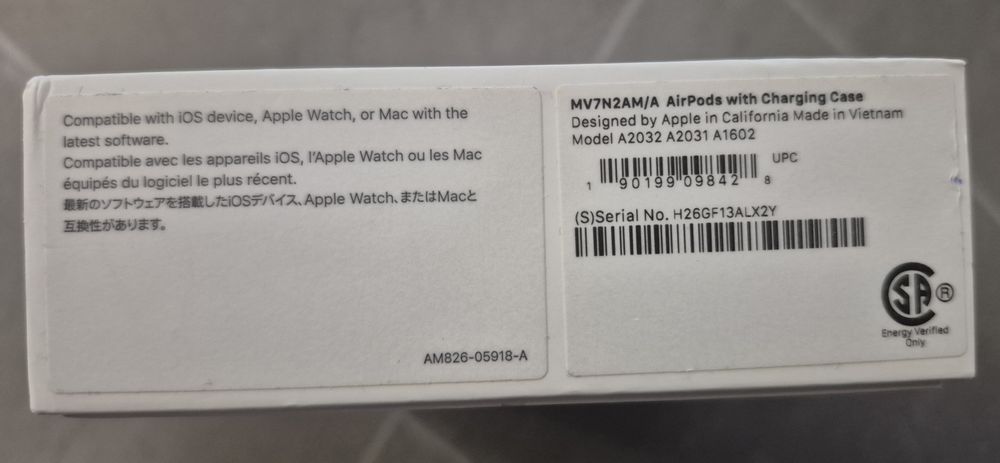 Compatible with iOS device, Apple Watch, or Mac with the
latest software.
Compatible avec les appareils iOS, l'Apple Watch ou les Mac
équipés du logiciel le plus récent.
最新のソフトウェアを搭載したiOSデバイス、Apple Watch、またはMacと
互換性があります。
AM826-05918-A
MV7N2AM/A AirPods with Charging Case
Designed by Apple in California Made in Vietnam
Model A2032 A2031 A1602
UPC
1 90199 09842 8
(S)Serial No. H26GF13ALX2Y
SA ®
Energy Verified
Only